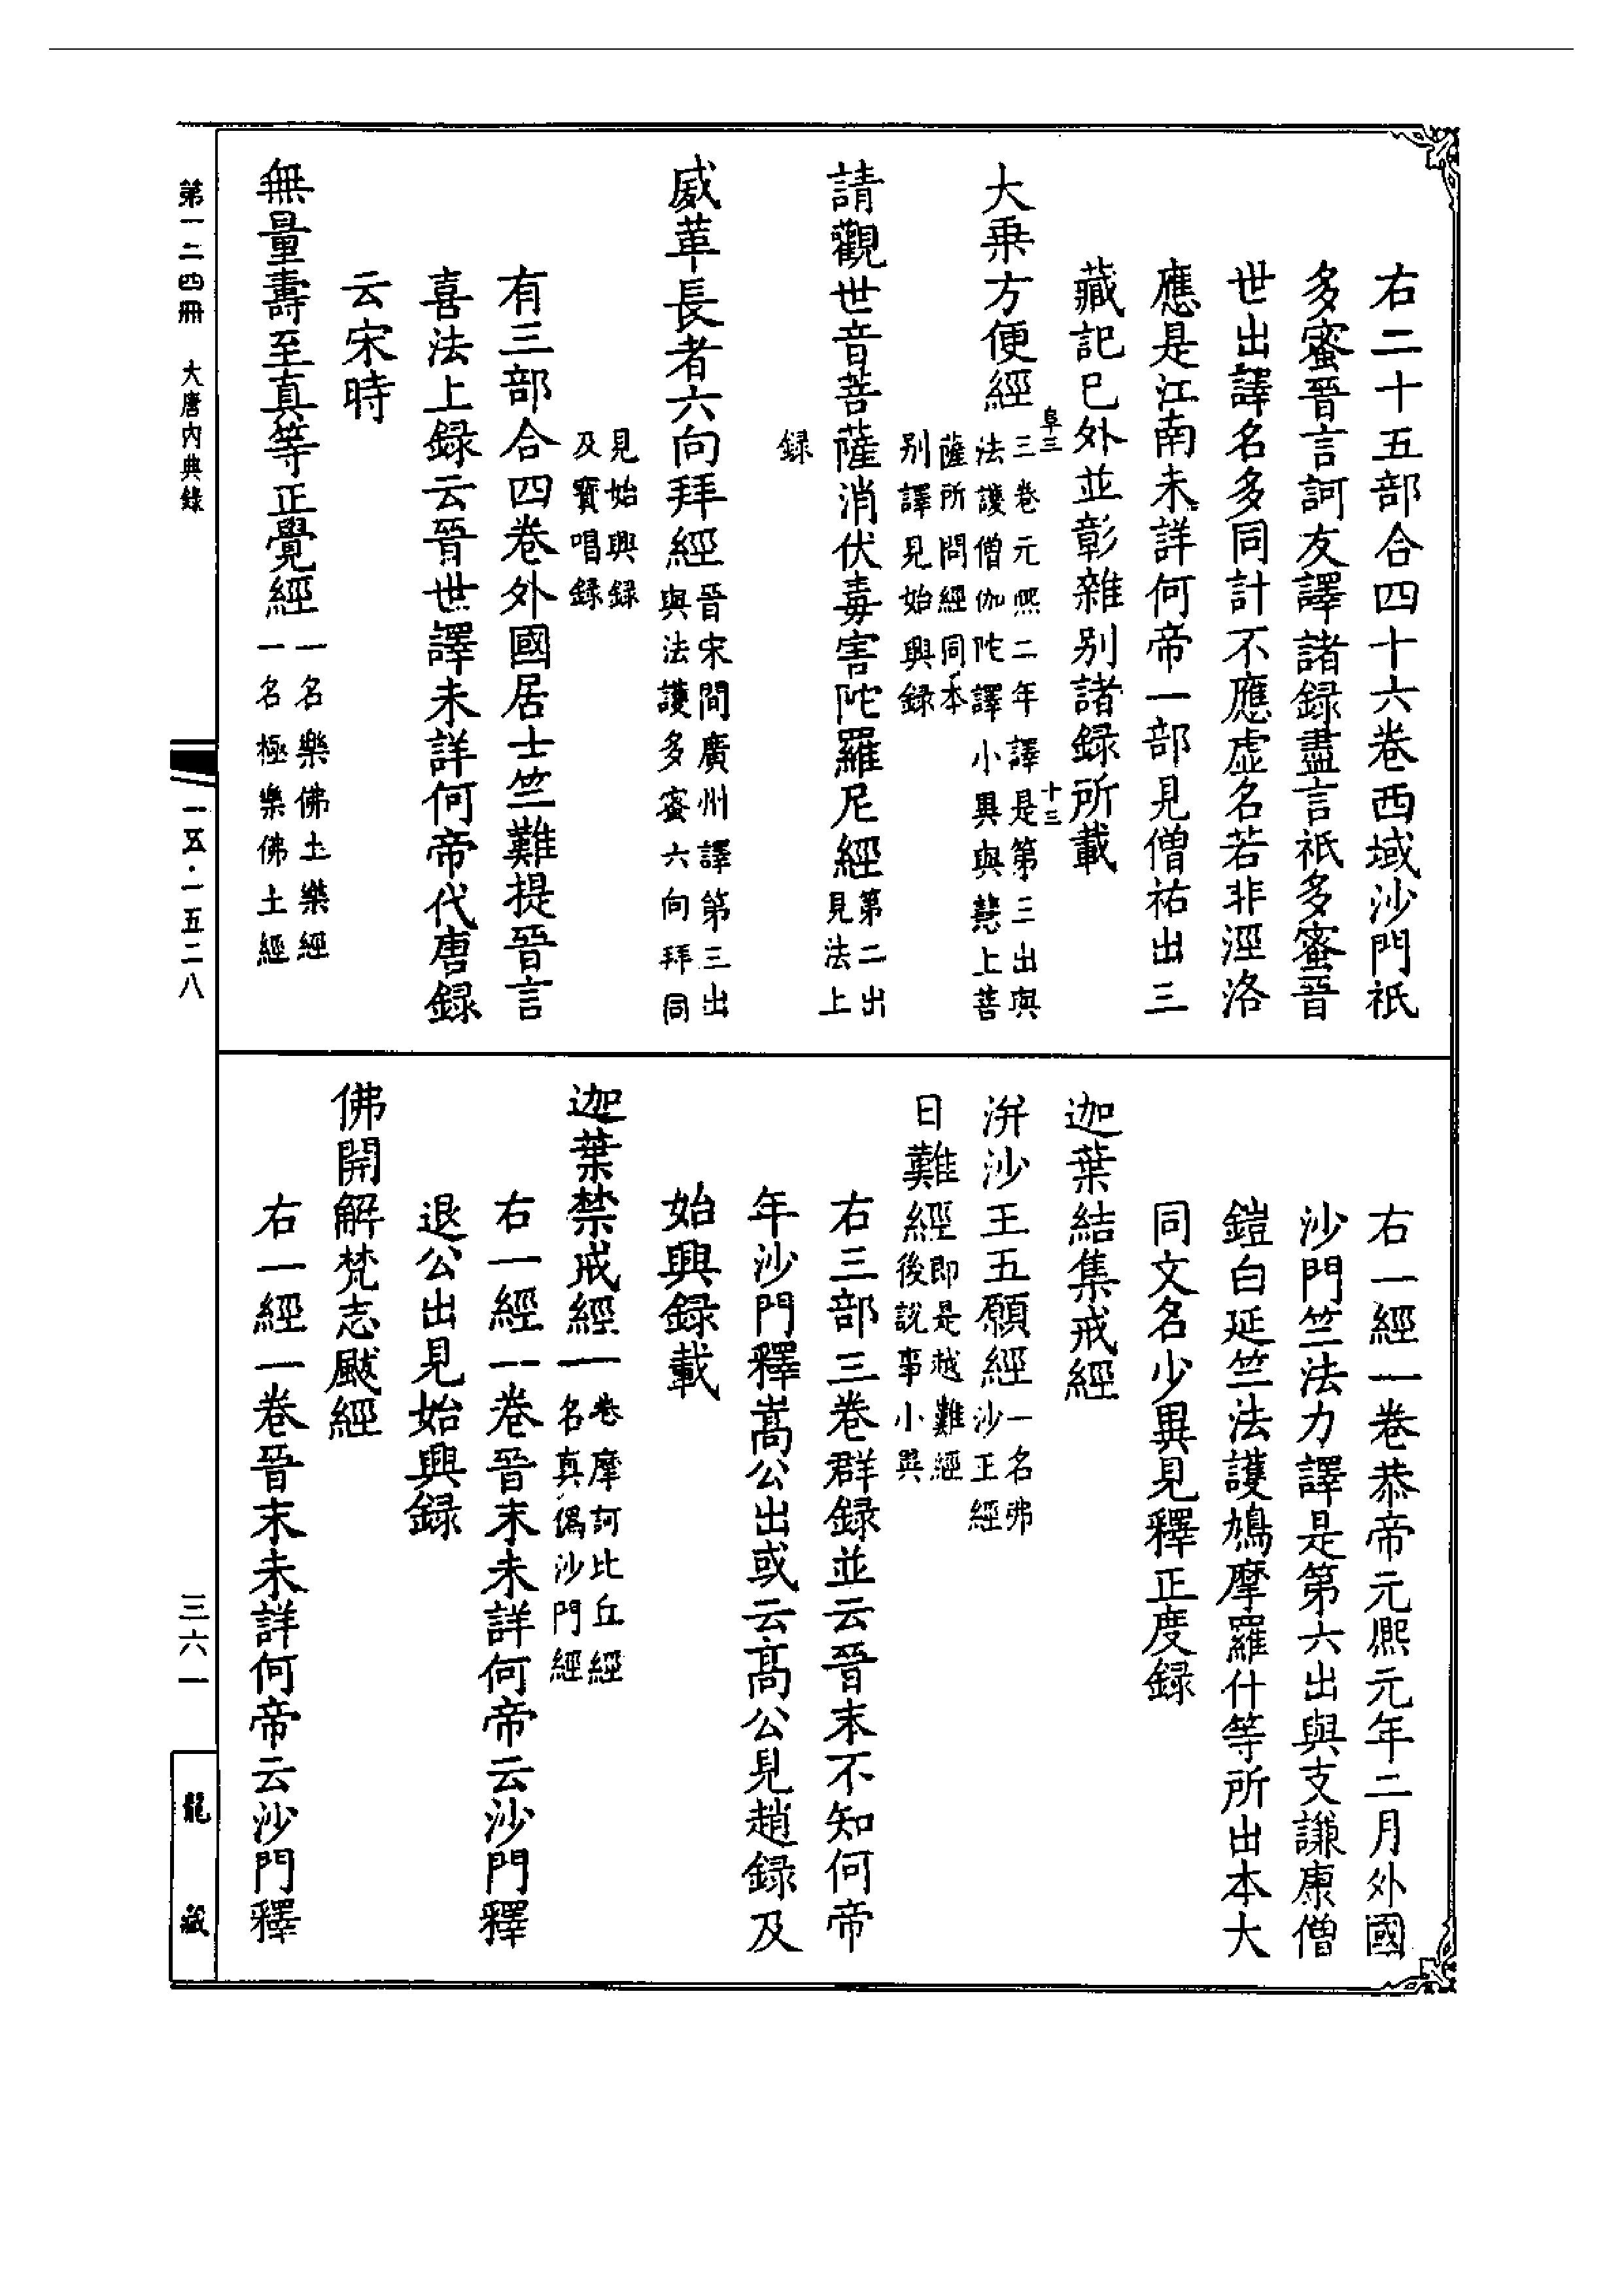 右二十五部合四十六卷西域沙門祇
多蜜晉言訶友譯諸録盡言祇多蜜晉
世出譯名多同計不應虛名若非涇洛
應是江南未詳何帝一部見僧祐出三
藏記巳外並彰雜别諸録所載
阜三
十三
大乗方便經
三卷元熙二年譯是第三出與
法護僧伽陀譯小異與慧上菩
薩所問經同本
别譯見始興録
請觀世音菩薩消伏毒害陀羅尼經
第二出
見法上
録
威革長者六向拜經
晉宋間廣州譯第三出
與法護多蜜六向拜同
見始興録
及寳唱録
有三部合四卷外國居士竺難提晉言
喜法上録云晉世譯未詳何帝代唐録
云宋時
無量壽至真等正覺經
一名樂佛土樂經
一名極樂佛土經
右一經一卷恭帝元熙元年二月外國
沙門竺法力譯是第六出與支謙康僧
鎧白延竺法護鳩摩羅什等所出本大
同文名少異見釋正度録
迦葉結集戒經
洴沙王五願經
一名弗
沙王經
日難經
即是越難經
後説事小異
右三部三卷群録並云晉末不知何帝
年沙門釋嵩公出或云髙公見趙録及
始興録載
迦葉禁戒經一
卷摩訶比丘經
名真僞沙門經
右一經一卷晉末未詳何帝云沙門釋
退公出見始興録
佛開解梵志颰經
右一經一卷晉末未詳何帝云沙門釋
第一二四冊
大唐内典錄
一五·一五二八
三六一
龍藏